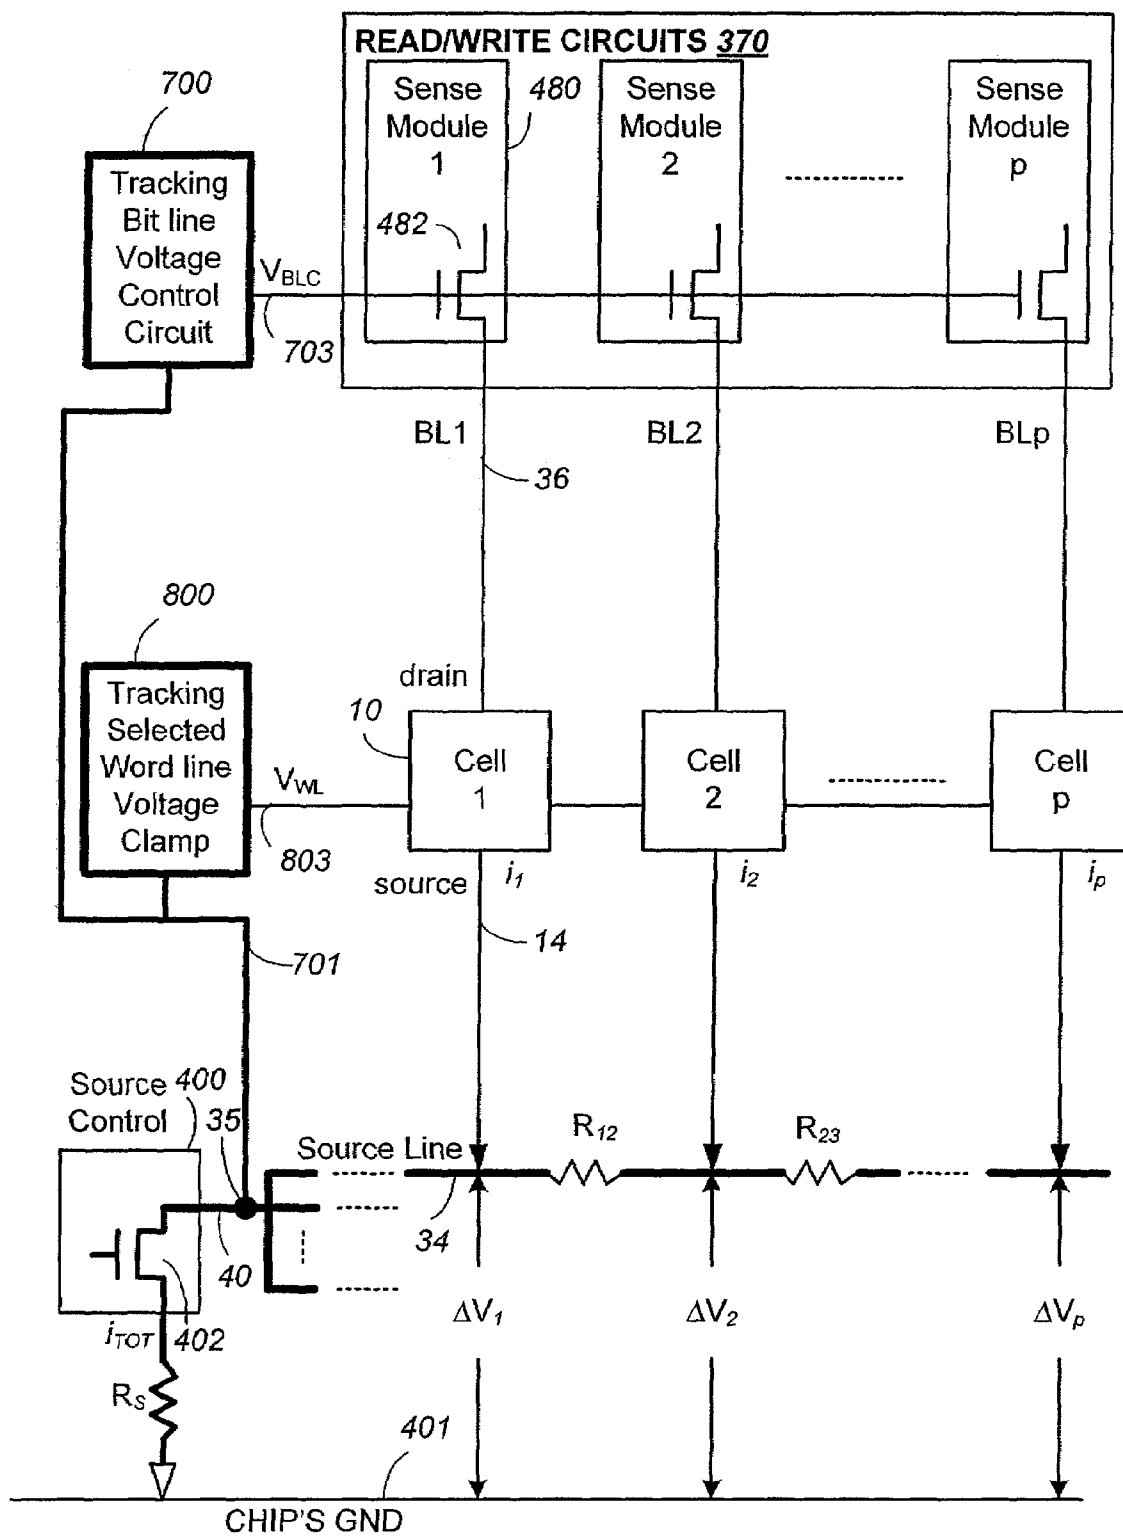 READ/WRITE CIRCUITS 370
700
Sense
Module
1
480
Sense
Module
2
Sense
Module
p
Tracking
Bit line
Voltage
Control
Circuit
482
VBLC
703
BL1
BL2
BLp
36
800
drain
Tracking
Selected
Word line
Voltage
Clamp
10
Cell
1
Cell
2
Cell
p
VWL
803
source
i1
i2
ip
14
701
Source
Control
400
35
Source Line
R12
R23
34
40
iTOT
402
ΔV1
ΔV2
ΔVp
RS
401
CHIP'S GND